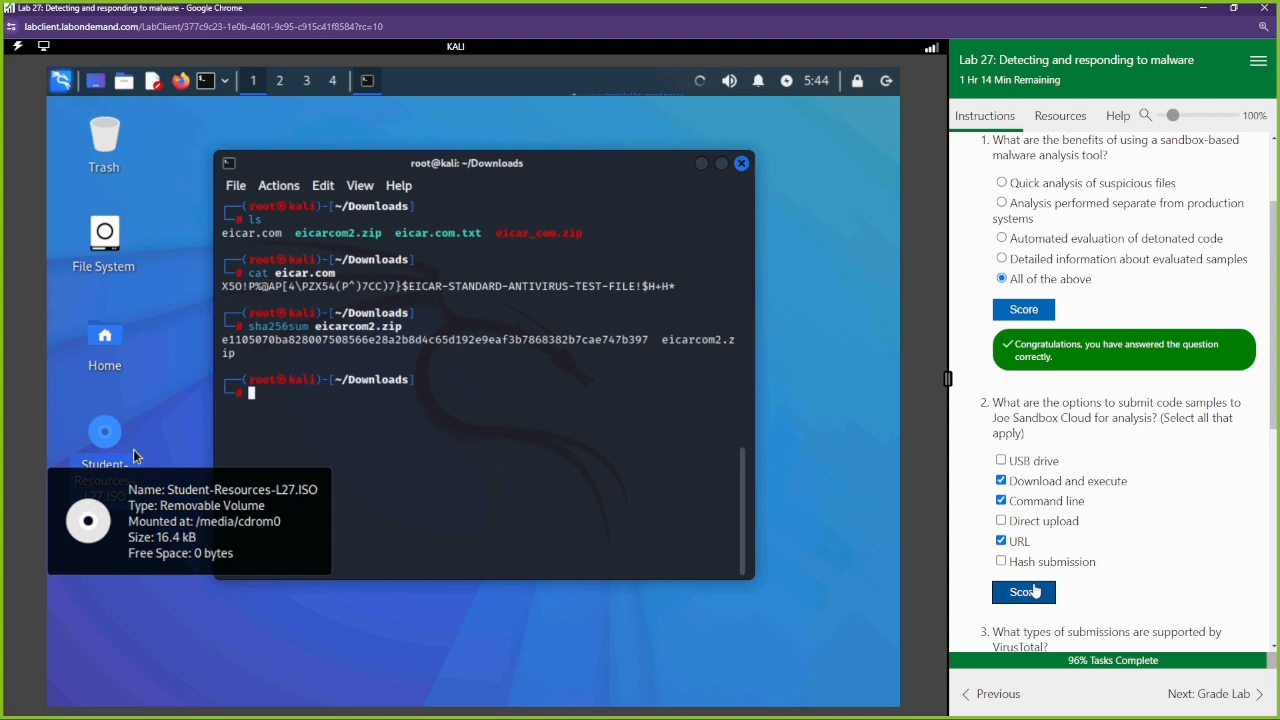 Lab 27: Detecting and responding to malware - Google Chrome
labclient.labondemand.com/LabClient/377c9c23-1e0b-4601-9c95-c915c41f8584?rc=10
KALI
1 2 3 4
5:44
Trash
File System
Home
Student-
Resources-
L27.ISO
Name: Student-Resources-L27.ISO
Type: Removable Volume
Mounted at: /media/cdrom0
Size: 16.4 kB
Free Space: 0 bytes
root@kali: ~/Downloads
File Actions Edit View Help
(root㉿kali)-[~/Downloads]
# ls
eicar.com eicarcom2.zip eicar.com.txt eicar_com.zip
(root㉿kali)-[~/Downloads]
# cat eicar.com
X5O!P%@AP[4\PZX54(P^)7CC)7}$EICAR-STANDARD-ANTIVIRUS-TEST-FILE!$H+H*
(root㉿kali)-[~/Downloads]
# sha256sum eicarcom2.zip
e1105070ba828007508566e28a2b8d4c65d192e9eaf3b7868382b7cae747b397 eicarcom2.z
ip
(root㉿kali)-[~/Downloads]
#
Lab 27: Detecting and responding to malware
1 Hr 14 Min Remaining
Instructions Resources Help 100%
1. What are the benefits of using a sandbox-based
malware analysis tool?
Quick analysis of suspicious files
Analysis performed separate from production
systems
Automated evaluation of detonated code
Detailed information about evaluated samples
All of the above
Score
Congratulations, you have answered the question
correctly.
2. What are the options to submit code samples to
Joe Sandbox Cloud for analysis? (Select all that
apply)
USB drive
Download and execute
Command line
Direct upload
URL
Hash submission
Score
3. What types of submissions are supported by
VirusTotal?
96% Tasks Complete
Previous
Next: Grade Lab